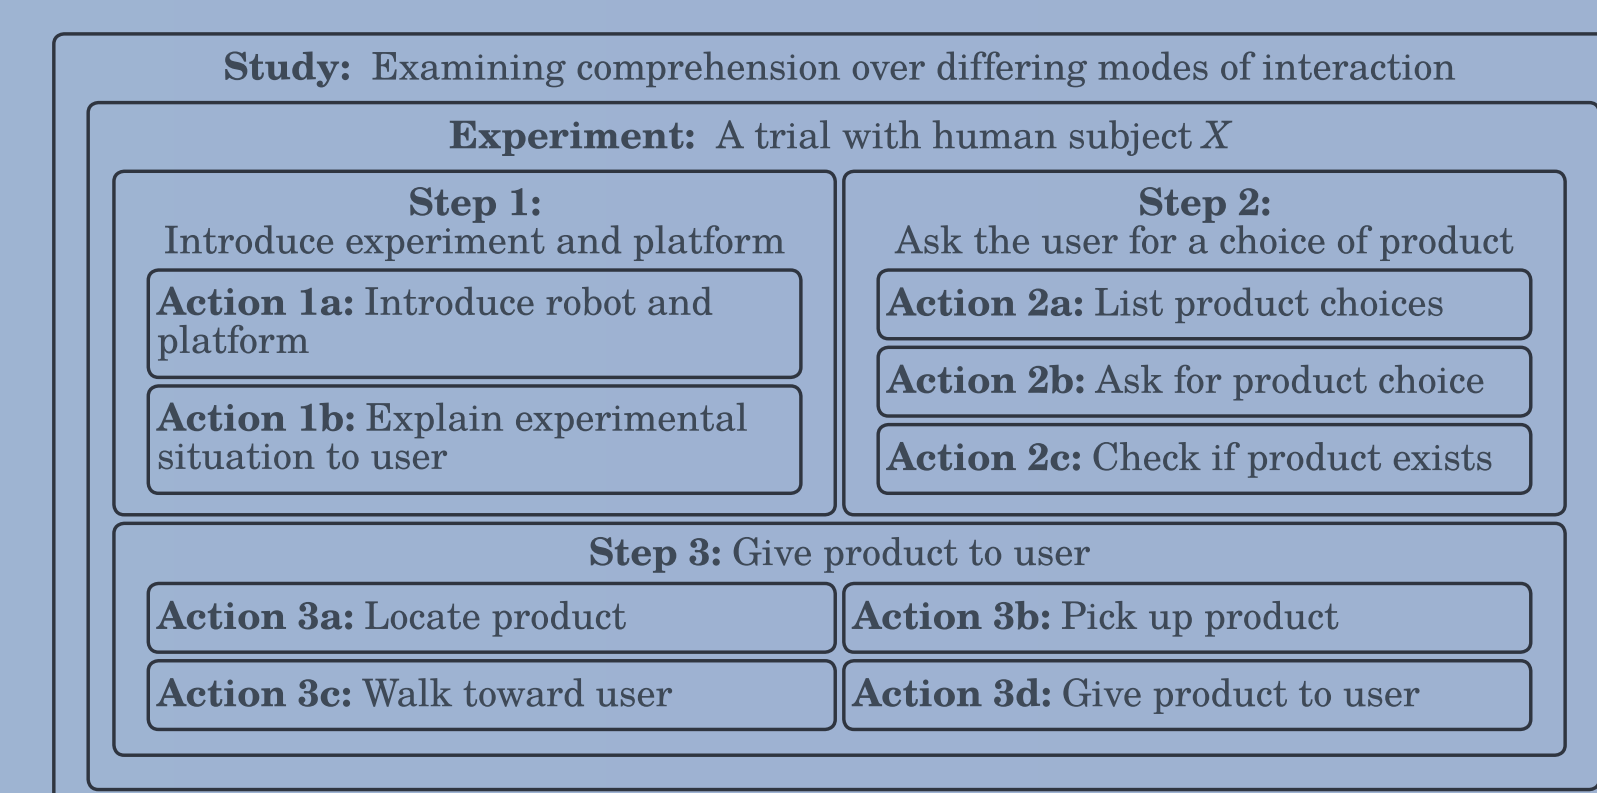 Study: Examining comprehension over differing modes of interaction
Experiment: A trial with human subject X
Step 1:
Introduce experiment and platform
Action 1a: Introduce robot and
platform
Action 1b: Explain experimental
situation to user
Step 2:
Ask the user for a choice of product
Action 2a: List product choices
Action 2b: Ask for product choice
Action 2c: Check if product exists
Step 3: Give product to user
Action 3a: Locate product
Action 3b: Pick up product
Action 3c: Walk toward user
Action 3d: Give product to user